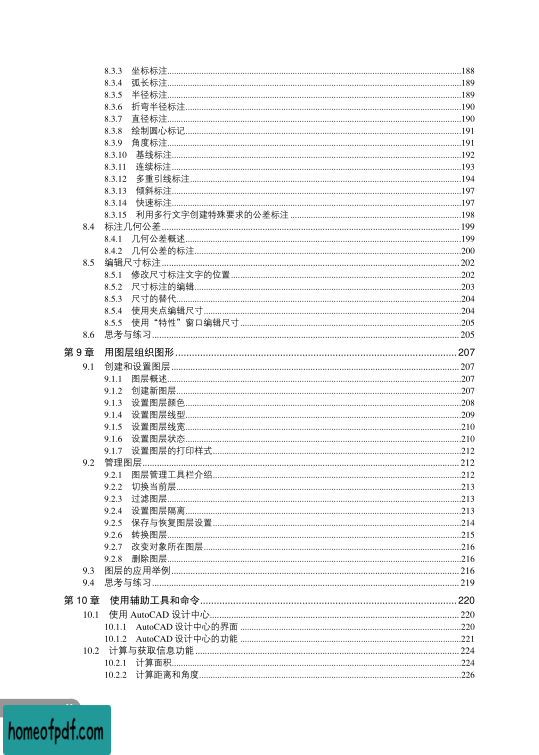 8.3.3 坐标标注........188
8.3.4 弧长标注........189
8.3.5 半径标注........189
8.3.6 折弯半径标注........190
8.3.7 直径标注........190
8.3.8 绘制圆心标记........191
8.3.9 角度标注........191
8.3.10 基线标注........192
8.3.11 连续标注........193
8.3.12 多重引线标注........194
8.3.13 倾斜标注........197
8.3.14 快速标注........197
8.3.15 利用多行文字创建特殊要求的公差标注........198
8.4 标注几何公差........199
8.4.1 几何公差概述........199
8.4.2 几何公差的标注........200
8.5 编辑尺寸标注........202
8.5.1 修改尺寸标注文字的位置........202
8.5.2 尺寸标注的编辑........203
8.5.3 尺寸的替代........204
8.5.4 使用夹点编辑尺寸........204
8.5.5 使用“特性”窗口编辑尺寸........205
8.6 思考与练习........205
第 9 章 用图层组织图形........207
9.1 创建和设置图层........207
9.1.1 图层概述........207
9.1.2 创建新图层........207
9.1.3 设置图层颜色........208
9.1.4 设置图层线型........209
9.1.5 设置图层线宽........210
9.1.6 设置图层状态........210
9.1.7 设置图层的打印样式........212
9.2 管理图层........212
9.2.1 图层管理工具栏介绍........212
9.2.2 切换当前层........213
9.2.3 过滤图层........213
9.2.4 设置图层隔离........213
9.2.5 保存与恢复图层设置........214
9.2.6 转换图层........215
9.2.7 改变对象所在图层........216
9.2.8 删除图层........216
9.3 图层的应用举例........216
9.4 思考与练习........219
第 10 章 使用辅助工具和命令........220
10.1 使用 AutoCAD 设计中心........220
10.1.1 AutoCAD 设计中心的界面........220
10.1.2 AutoCAD 设计中心的功能........221
10.2 计算与获取信息功能........224
10.2.1 计算面积........224
10.2.2 计算距离和角度........226
homeofpdf.com